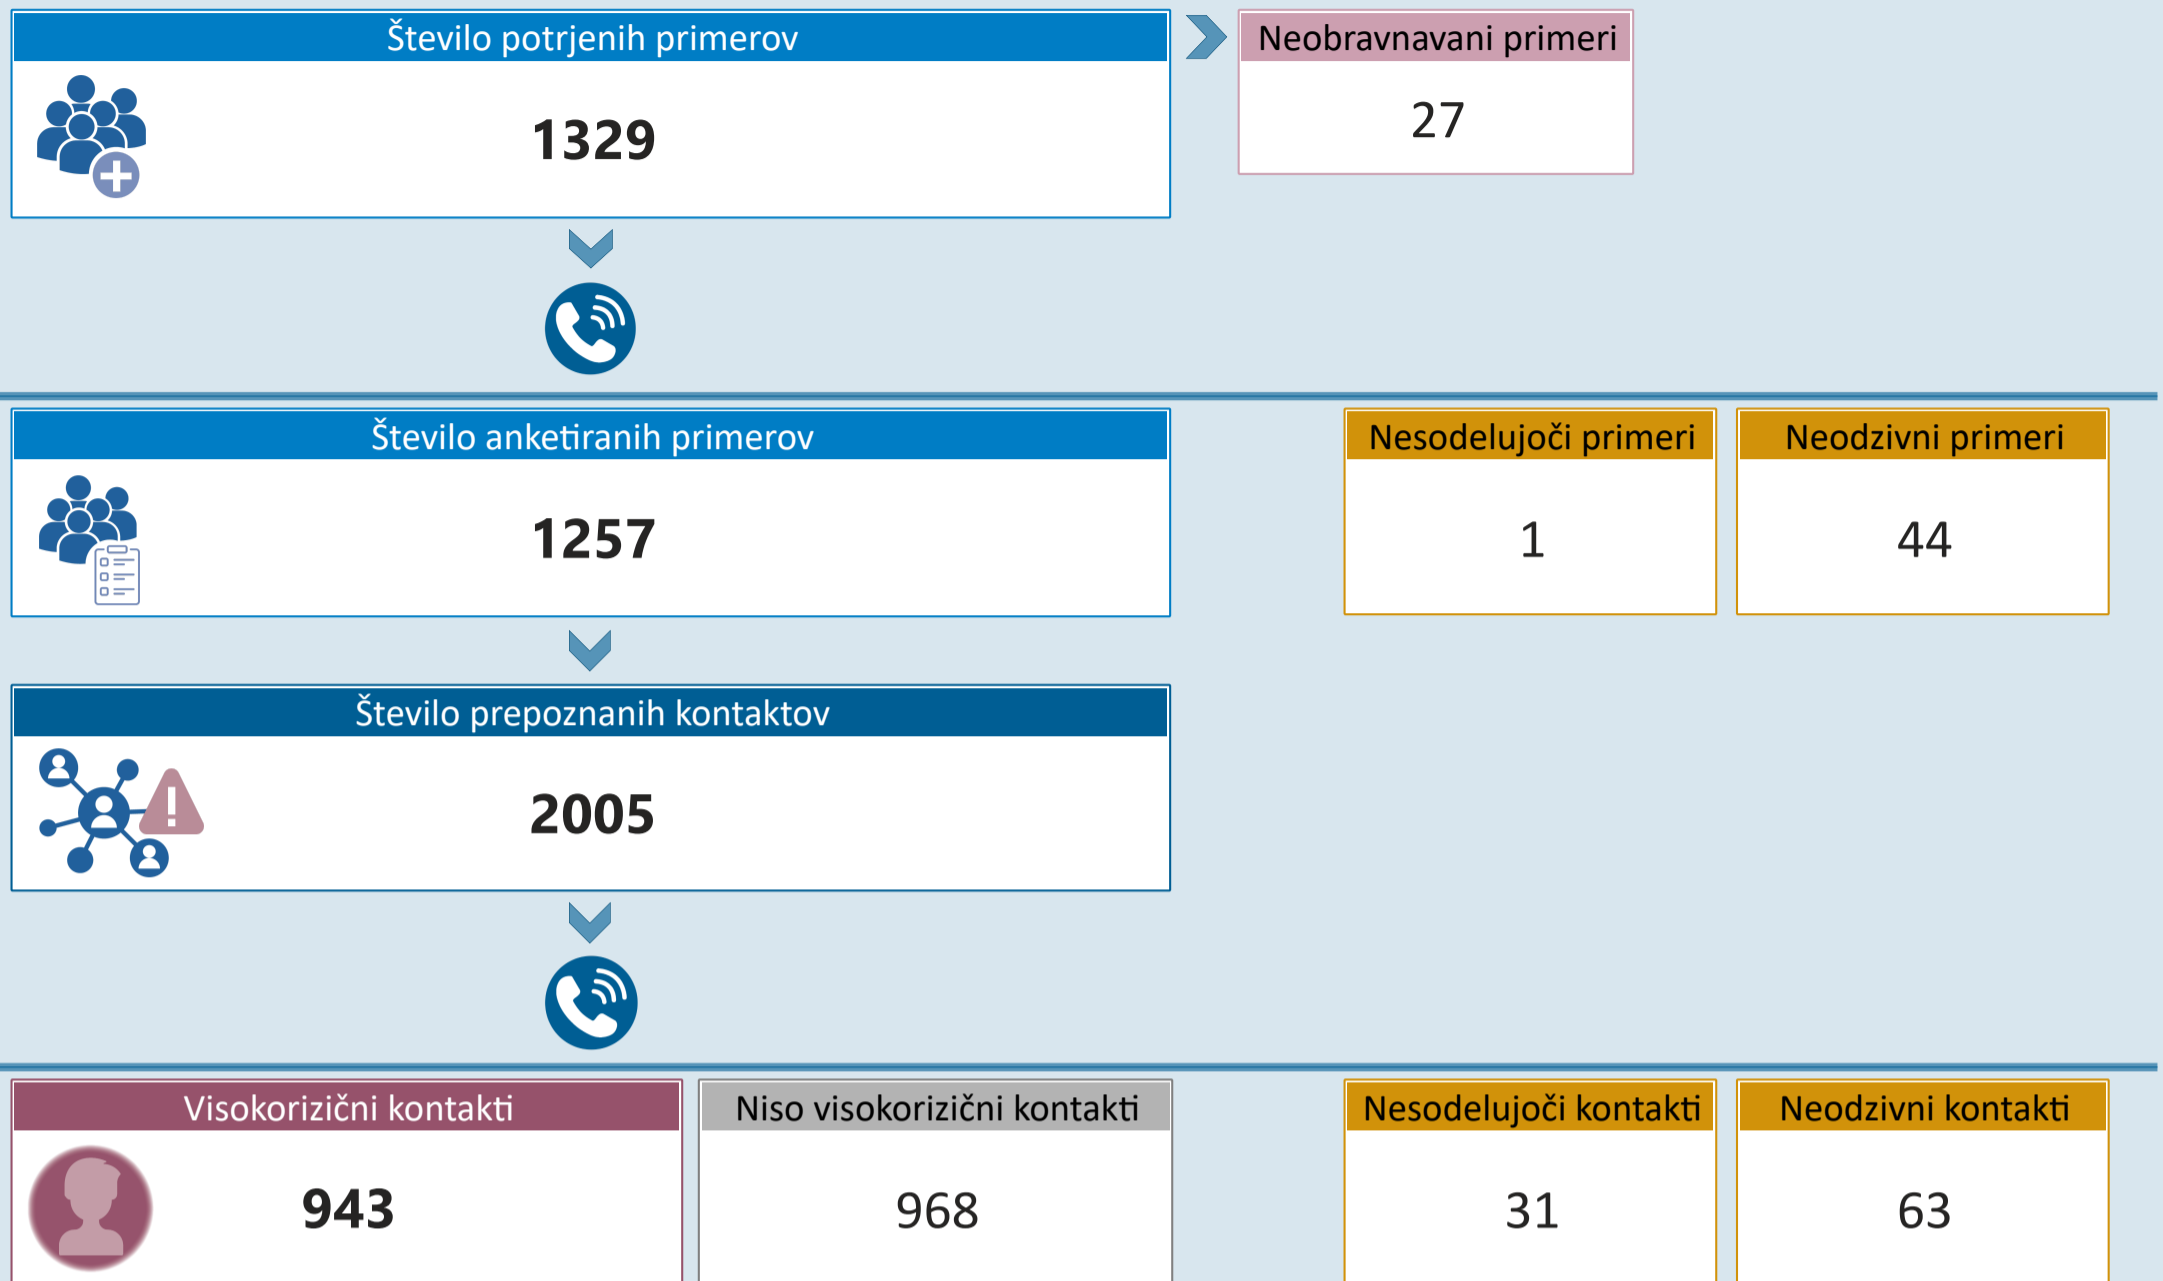 Število potrjenih primerov
1329
Neobravnavani primeri
27
Število anketiranih primerov
1257
Nesodelujoči primeri
1
Neodzivni primeri
44
Število prepoznanih kontaktov
2005
Visokorizični kontakti
943
Niso visokorizični kontakti
968
Nesodelujoči kontakti
31
Neodzivni kontakti
63